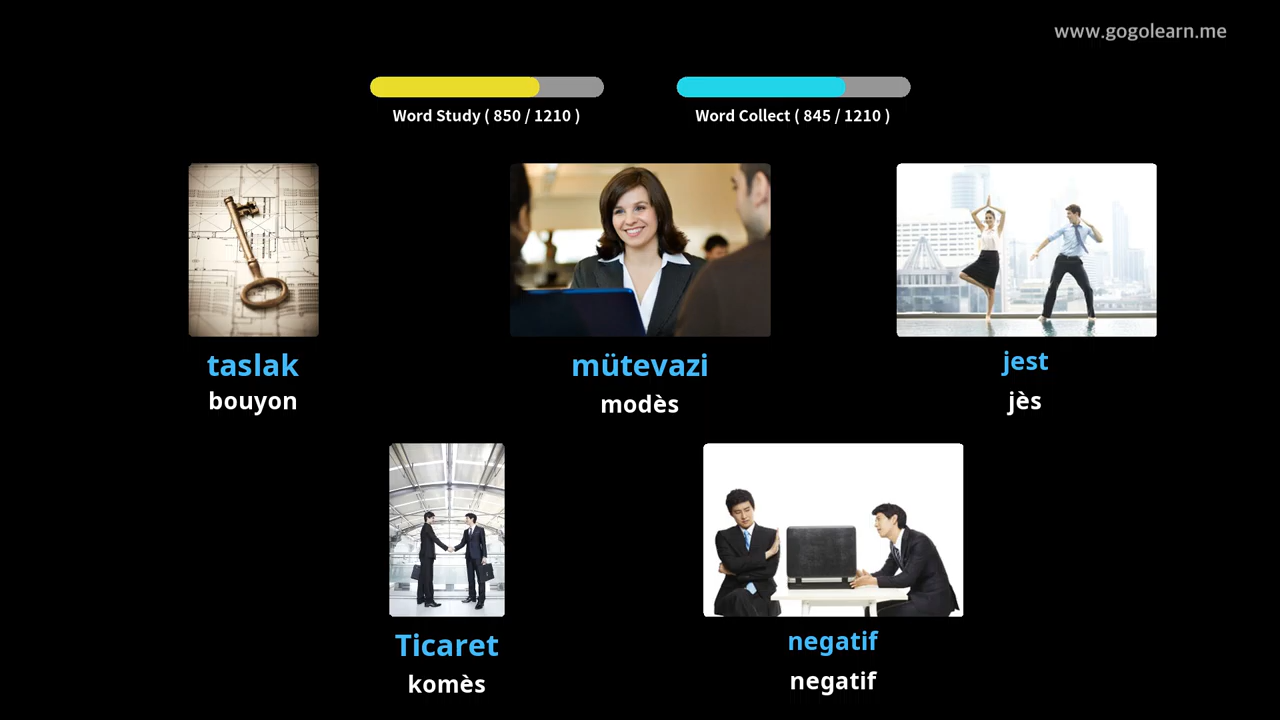 www.gogolearn.me
Word Study ( 850 / 1210 )
Word Collect ( 845 / 1210 )
taslak
bouyon
mütevazi
modès
jest
jès
Ticaret
komès
negatif
negatif